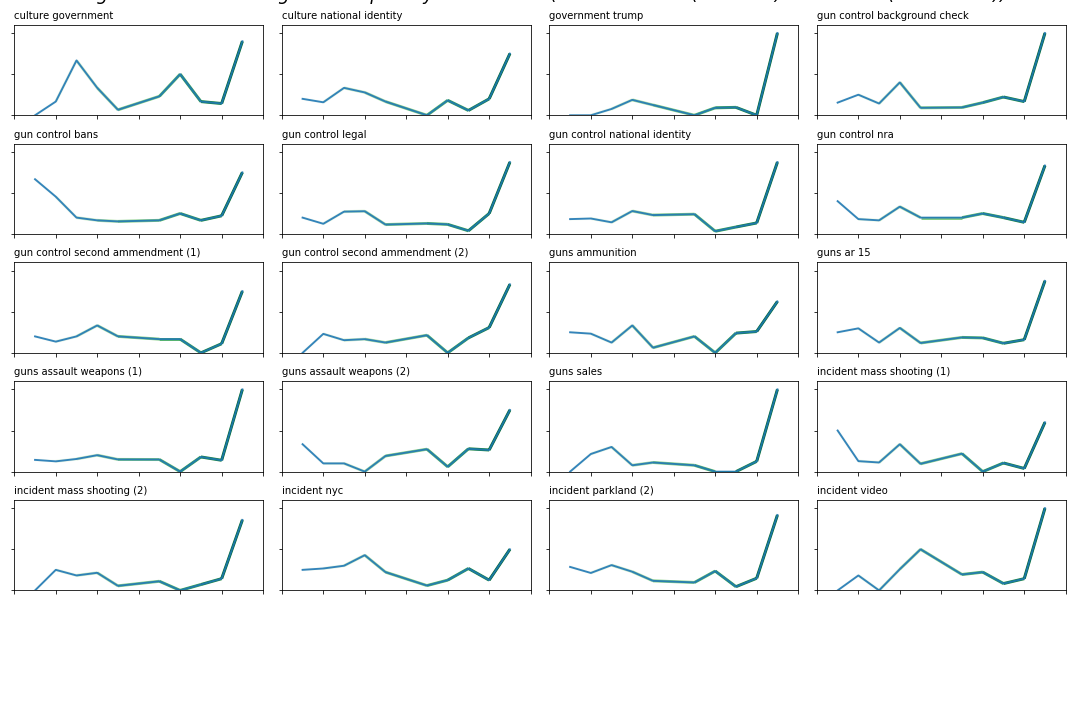 culture government
culture national identity
government trump
gun control background check
gun control bans
gun control legal
gun control national identity
gun control nra
gun control second ammendment (1)
gun control second ammendment (2)
guns ammunition
guns ar 15
guns assault weapons (1)
guns assault weapons (2)
guns sales
incident mass shooting (1)
incident mass shooting (2)
incident nyc
incident parkland (2)
incident video